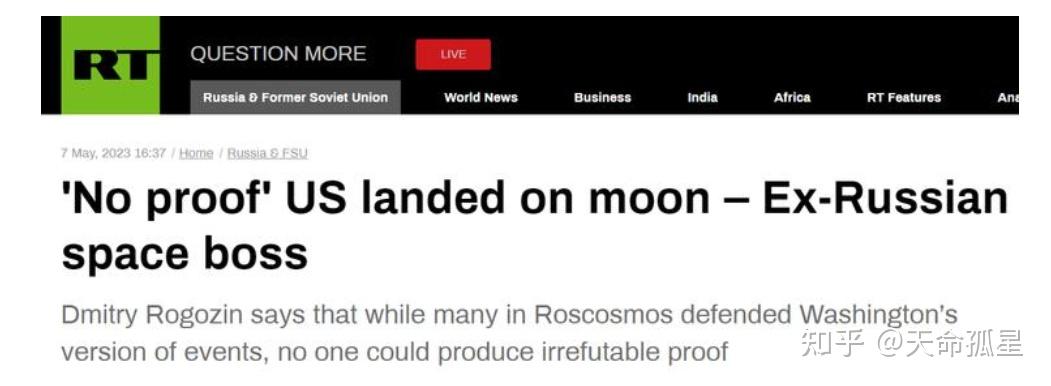 RT
QUESTION MORE
LIVE
Russia & Former Soviet Union World News Business India Africa RT Features Ana
7 May, 2023 16:37 / Home / Russia & FSU
'No proof' US landed on moon – Ex-Russian
space boss
Dmitry Rogozin says that while many in Roscosmos defended Washington's
version of events, no one could produce irrefutable proof
知乎 @天命孤星